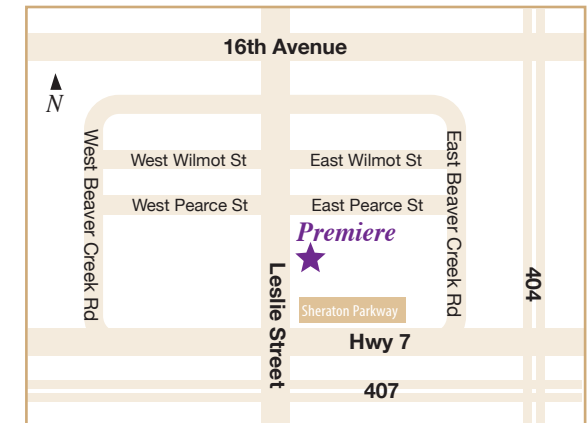 16th Avenue
N
West Beaver Creek Rd
West Wilmot St
East Wilmot St
East Beaver Creek Rd
West Pearce St
East Pearce St
Premiere
Leslie Street
Sheraton Parkway
404
Hwy 7
407